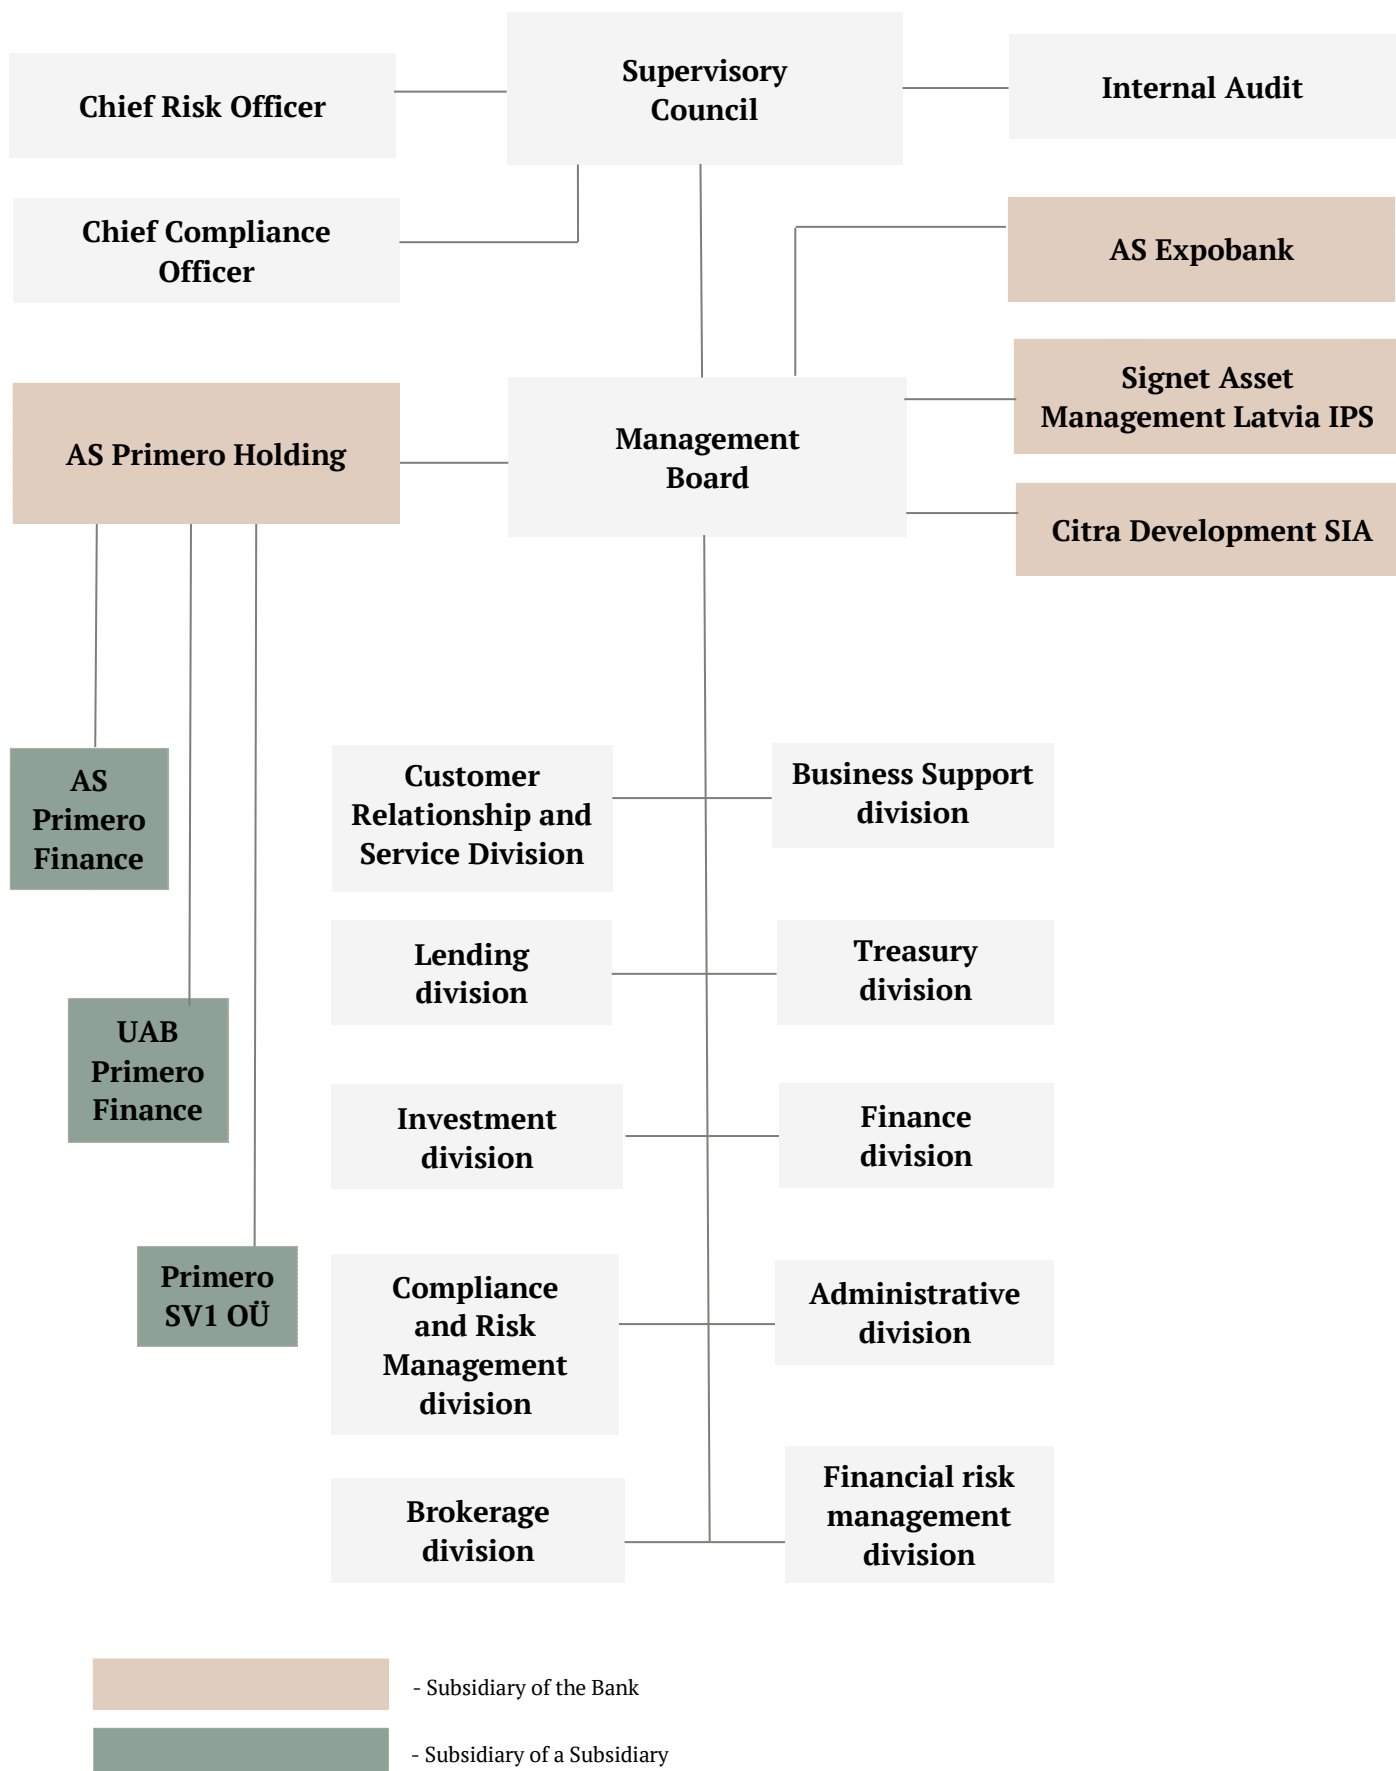 Supervisory
Council
Chief Risk Officer
Internal Audit
Chief Compliance
Officer
AS Expobank
Signet Asset
Management Latvia IPS
AS Primero Holding
Management
Board
Citra Development SIA
AS
Primero
Finance
UAB
Primero
Finance
Primero
SV1 OÜ
Customer
Relationship and
Service Division
Business Support
division
Lending
division
Treasury
division
Investment
division
Finance
division
Compliance
and Risk
Management
division
Administrative
division
Brokerage
division
Financial risk
management
division
- Subsidiary of the Bank
- Subsidiary of a Subsidiary